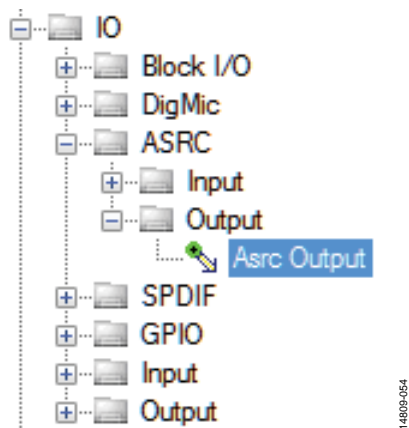 IO
Block I/O
DigMic
ASRC
Input
Output
Asrc Output
SPDIF
GPIO
Input
Output
14809-054